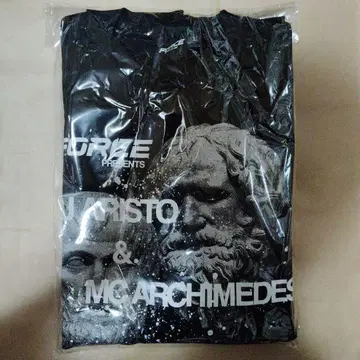 FORCE
PRESENTS
ARISTO
&
MC ARCHIMEDES